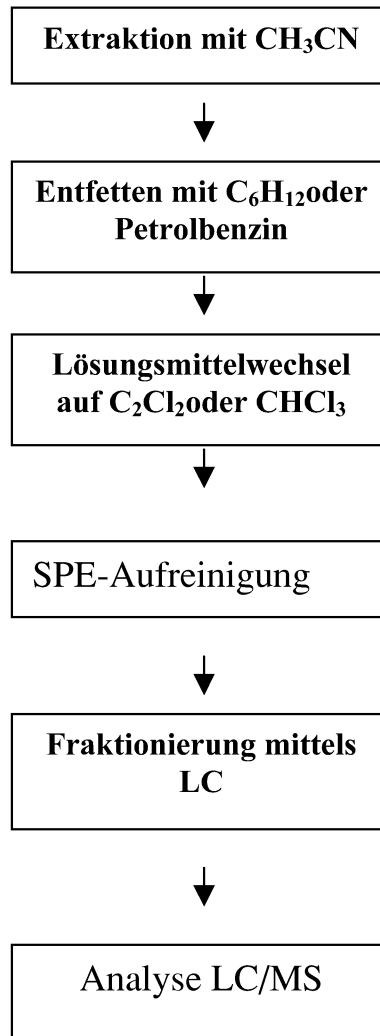 Extraktion mit CH₃CN
Entfetten mit C₆H₁₂oder
Petrolbenzin
Lösungsmittelwechsel
auf C₂Cl₂oder CHCl₃
SPE-Aufreinigung
Fraktionierung mittels
LC
Analyse LC/MS